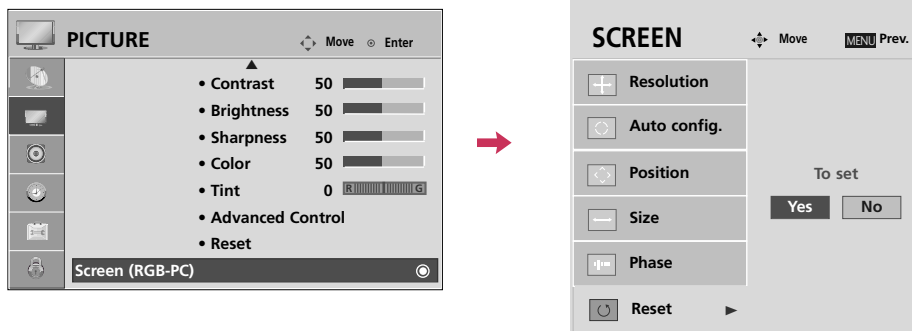 PICTURE
Move Enter
• Contrast 50
• Brightness 50
• Sharpness 50
• Color 50
• Tint 0 R G
• Advanced Control
• Reset
Screen (RGB-PC)
SCREEN
Move MENU Prev.
Resolution
Auto config.
Position
Size
Phase
Reset
To set
Yes No